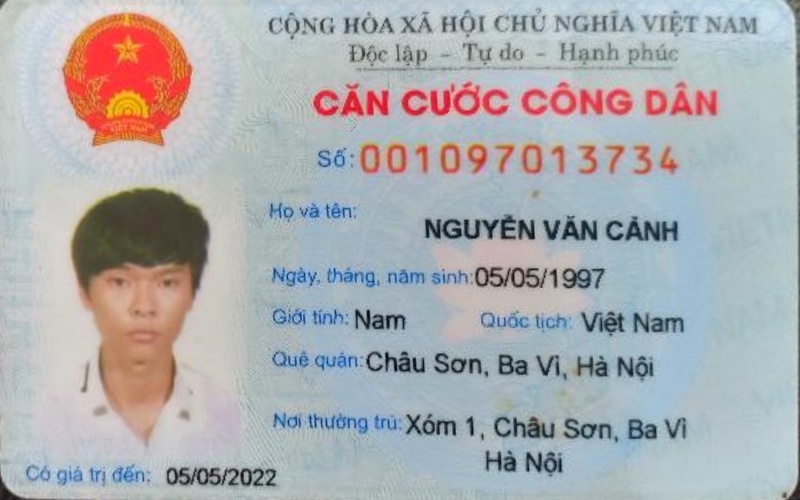 CỘNG HÒA XÃ HỘI CHỦ NGHĨA VIỆT NAM
Độc lập - Tự do - Hạnh phúc
CĂN CƯỚC CÔNG DÂN
Số: 001097013734
Họ và tên:
NGUYỄN VĂN CẢNH
Ngày, tháng, năm sinh: 05/05/1997
Giới tính: Nam Quốc tịch: Việt Nam
Quê quán: Châu Sơn, Ba Vì, Hà Nội
Nơi thường trú: Xóm 1, Châu Sơn, Ba Vì
Hà Nội
Có giá trị đến: 05/05/2022
VIỆT NAM